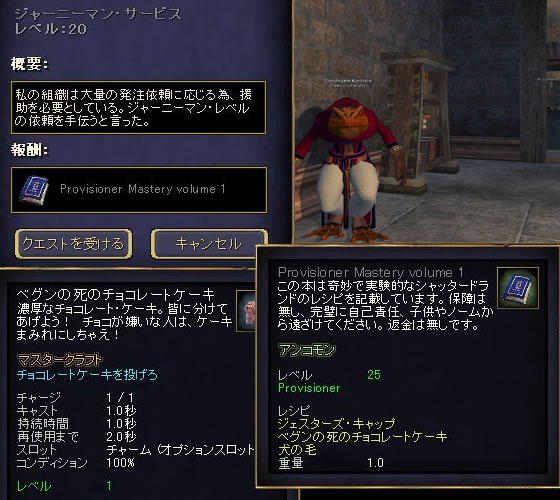 ジャーニーマン・サービス
レベル:20
概要:
私の組織は大量の発注依頼に応じる為、援
助を必要としている。ジャーニーマン・レベル
の依頼を手伝うと言った。
報酬:
Provisioner Mastery volume 1
クエストを受ける
キャンセル
ベグンの死のチョコレートケーキ
濃厚なチョコレート・ケーキ。皆に分けて
あげよう! チョコが嫌いな人は、ケーキ
まみれにしちゃえ!
マスタークラフト
チョコレートケーキを投げろ
チャージ 1 / 1
キャスト 1.0秒
持続時間 1.0秒
再使用まで 2.0秒
スロット チャーム (オプションスロット
コンディション 100%
レベル 1
Provisioner Mastery volume 1
この本は奇妙で実験的なシャッタードラ
ンドのレシピを記載しています。保障は
無し、完璧に自己責任、子供やノームか
ら遠ざけてください。返金は無しです。
アンコモン
レベル 25
Provisioner
レシピ
ジェスターズ・キャップ
ベグンの死のチョコレートケーキ
犬の毛
重量 1.0